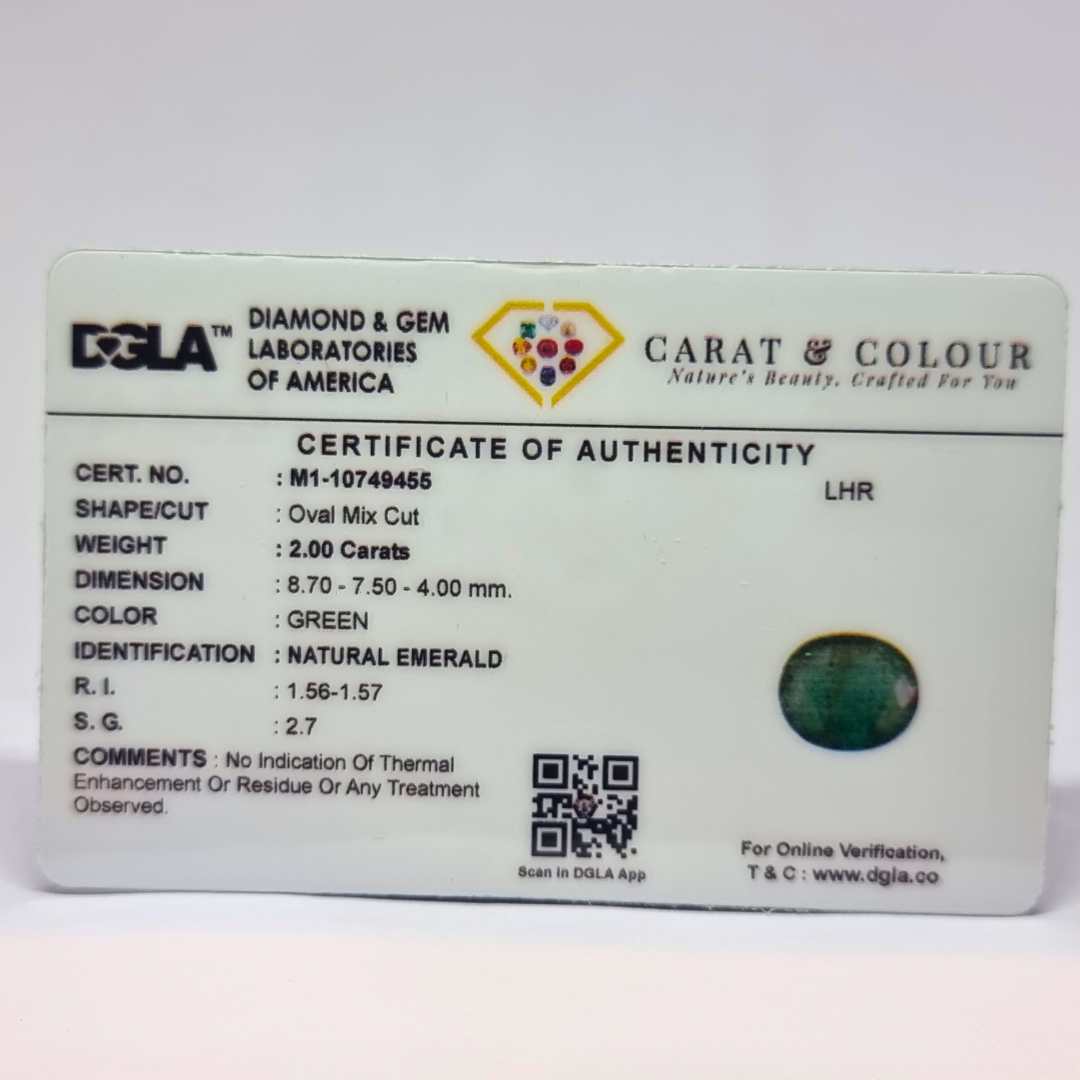 DGLA™
DIAMOND & GEM
LABORATORIES
OF AMERICA
CARAT & COLOUR
Nature's Beauty, Crafted For You
CERTIFICATE OF AUTHENTICITY
CERT. NO. : M1-10749455
LHR
SHAPE/CUT : Oval Mix Cut
WEIGHT : 2.00 Carats
DIMENSION : 8.70 - 7.50 - 4.00 mm.
COLOR : GREEN
IDENTIFICATION : NATURAL EMERALD
R. I. : 1.56-1.57
S. G. : 2.7
COMMENTS : No Indication Of Thermal
Enhancement Or Residue Or Any Treatment
Observed.
Scan in DGLA App
For Online Verification,
T & C : www.dgla.co